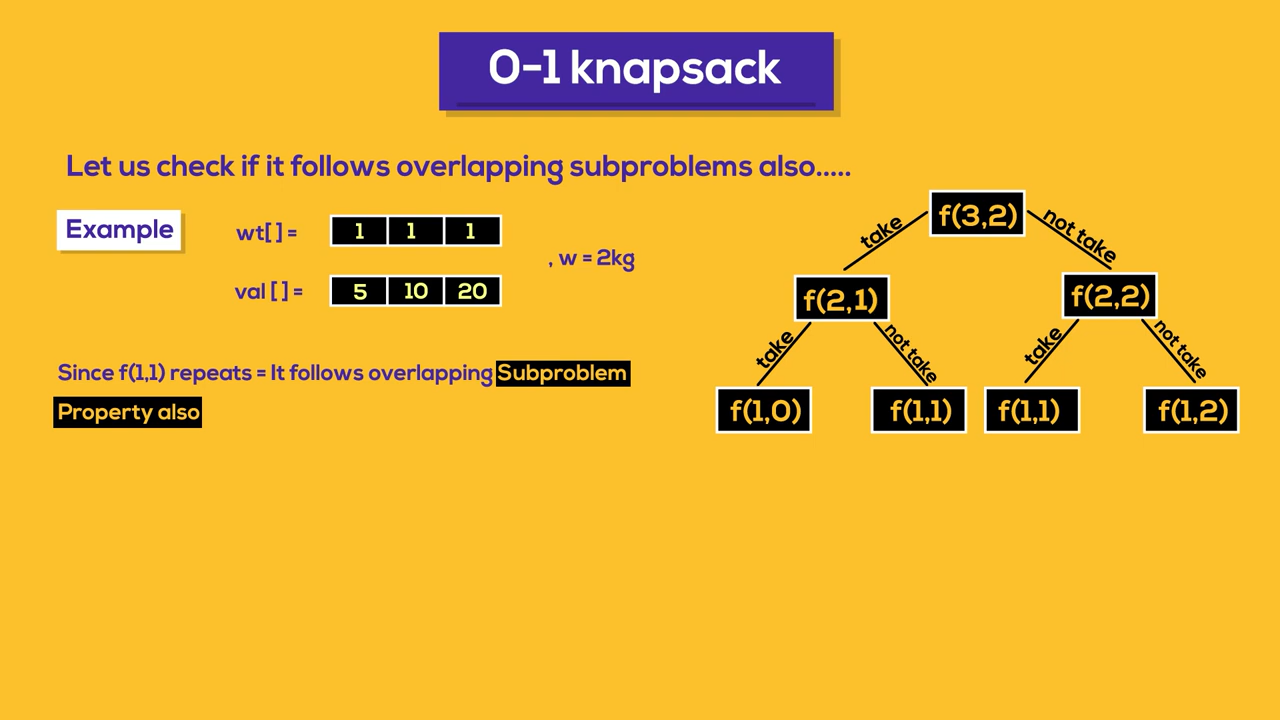 0-1 knapsack
Let us check if it follows overlapping subproblems also.....
Example
wt[ ] = 1 1 1
, w = 2kg
val [ ] = 5 10 20
Since f(1,1) repeats = It follows overlapping Subproblem
Property also
f(3,2)
take not take
f(2,1) f(2,2)
take not take take not take
f(1,0) f(1,1) f(1,1) f(1,2)